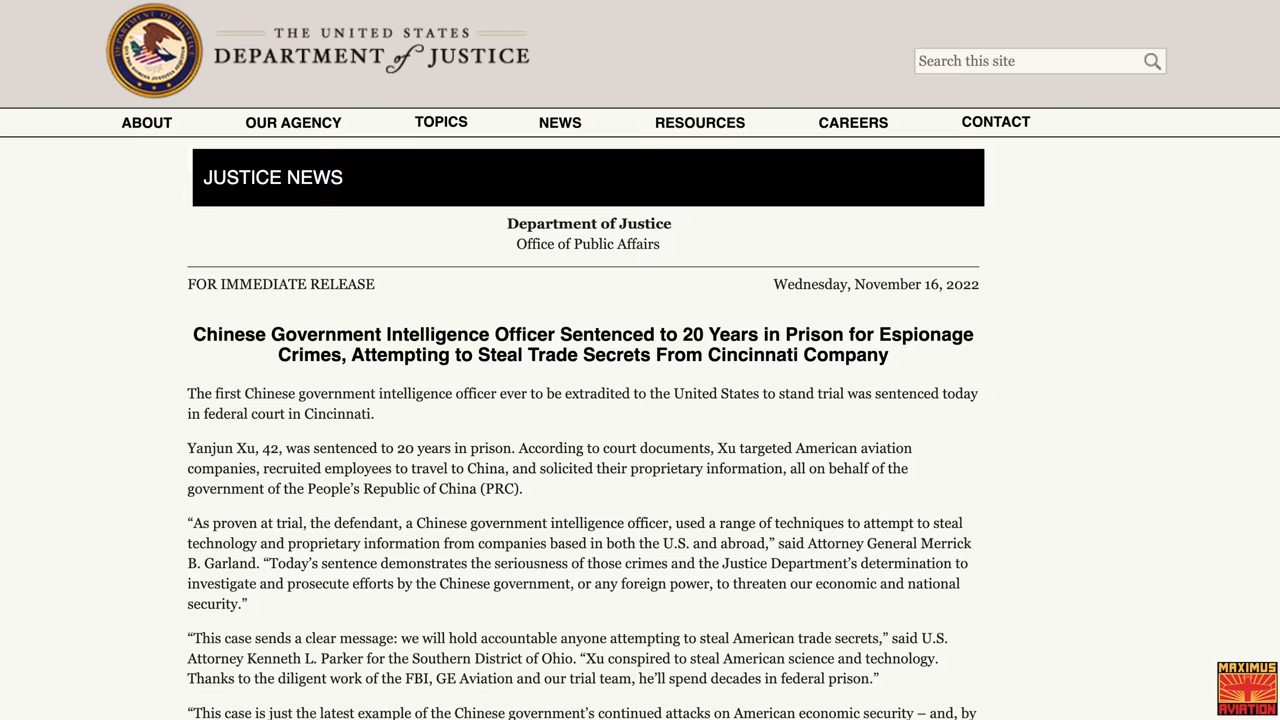 THE UNITED STATES
DEPARTMENT of JUSTICE
Search this site
ABOUT OUR AGENCY TOPICS NEWS RESOURCES CAREERS CONTACT
JUSTICE NEWS
Department of Justice
Office of Public Affairs
FOR IMMEDIATE RELEASE Wednesday, November 16, 2022
Chinese Government Intelligence Officer Sentenced to 20 Years in Prison for Espionage
Crimes, Attempting to Steal Trade Secrets From Cincinnati Company
The first Chinese government intelligence officer ever to be extradited to the United States to stand trial was sentenced today
in federal court in Cincinnati.
Yanjun Xu, 42, was sentenced to 20 years in prison. According to court documents, Xu targeted American aviation
companies, recruited employees to travel to China, and solicited their proprietary information, all on behalf of the
government of the People’s Republic of China (PRC).
“As proven at trial, the defendant, a Chinese government intelligence officer, used a range of techniques to attempt to steal
technology and proprietary information from companies based in both the U.S. and abroad,” said Attorney General Merrick
B. Garland. “Today’s sentence demonstrates the seriousness of those crimes and the Justice Department’s determination to
investigate and prosecute efforts by the Chinese government, or any foreign power, to threaten our economic and national
security.”
“This case sends a clear message: we will hold accountable anyone attempting to steal American trade secrets,” said U.S.
Attorney Kenneth L. Parker for the Southern District of Ohio. “Xu conspired to steal American science and technology.
Thanks to the diligent work of the FBI, GE Aviation and our trial team, he’ll spend decades in federal prison.”
“This case is just the latest example of the Chinese government’s continued attacks on American economic security – and, by
MAXIMUS
AVIATION